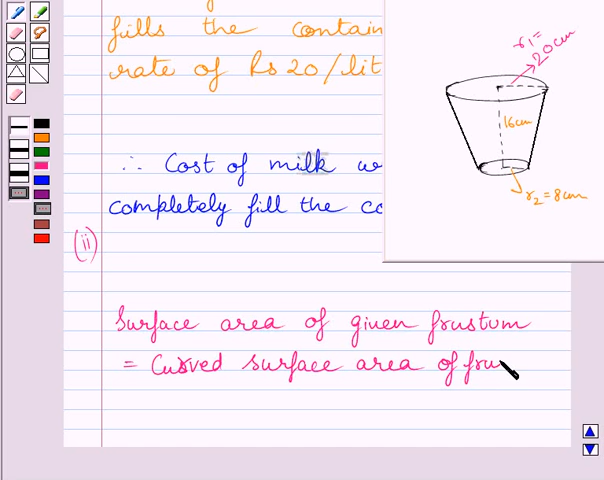 fills the contain
rate of Rs 20/lit
∴ Cost of milk
completely fill the
(ii)
Surface area of given frustum
= Curved surface area of fru
r₁ =
20cm
16cm
r₂ = 8cm